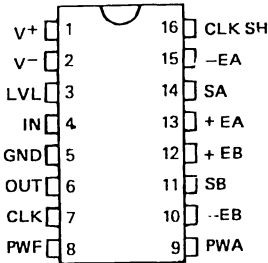 V+ 1 16 CLK SH
V− 2 15 −EA
LVL 3 14 SA
IN 4 13 +EA
GND 5 12 +EB
OUT 6 11 SB
CLK 7 10 --EB
PWF 8 9 PWA